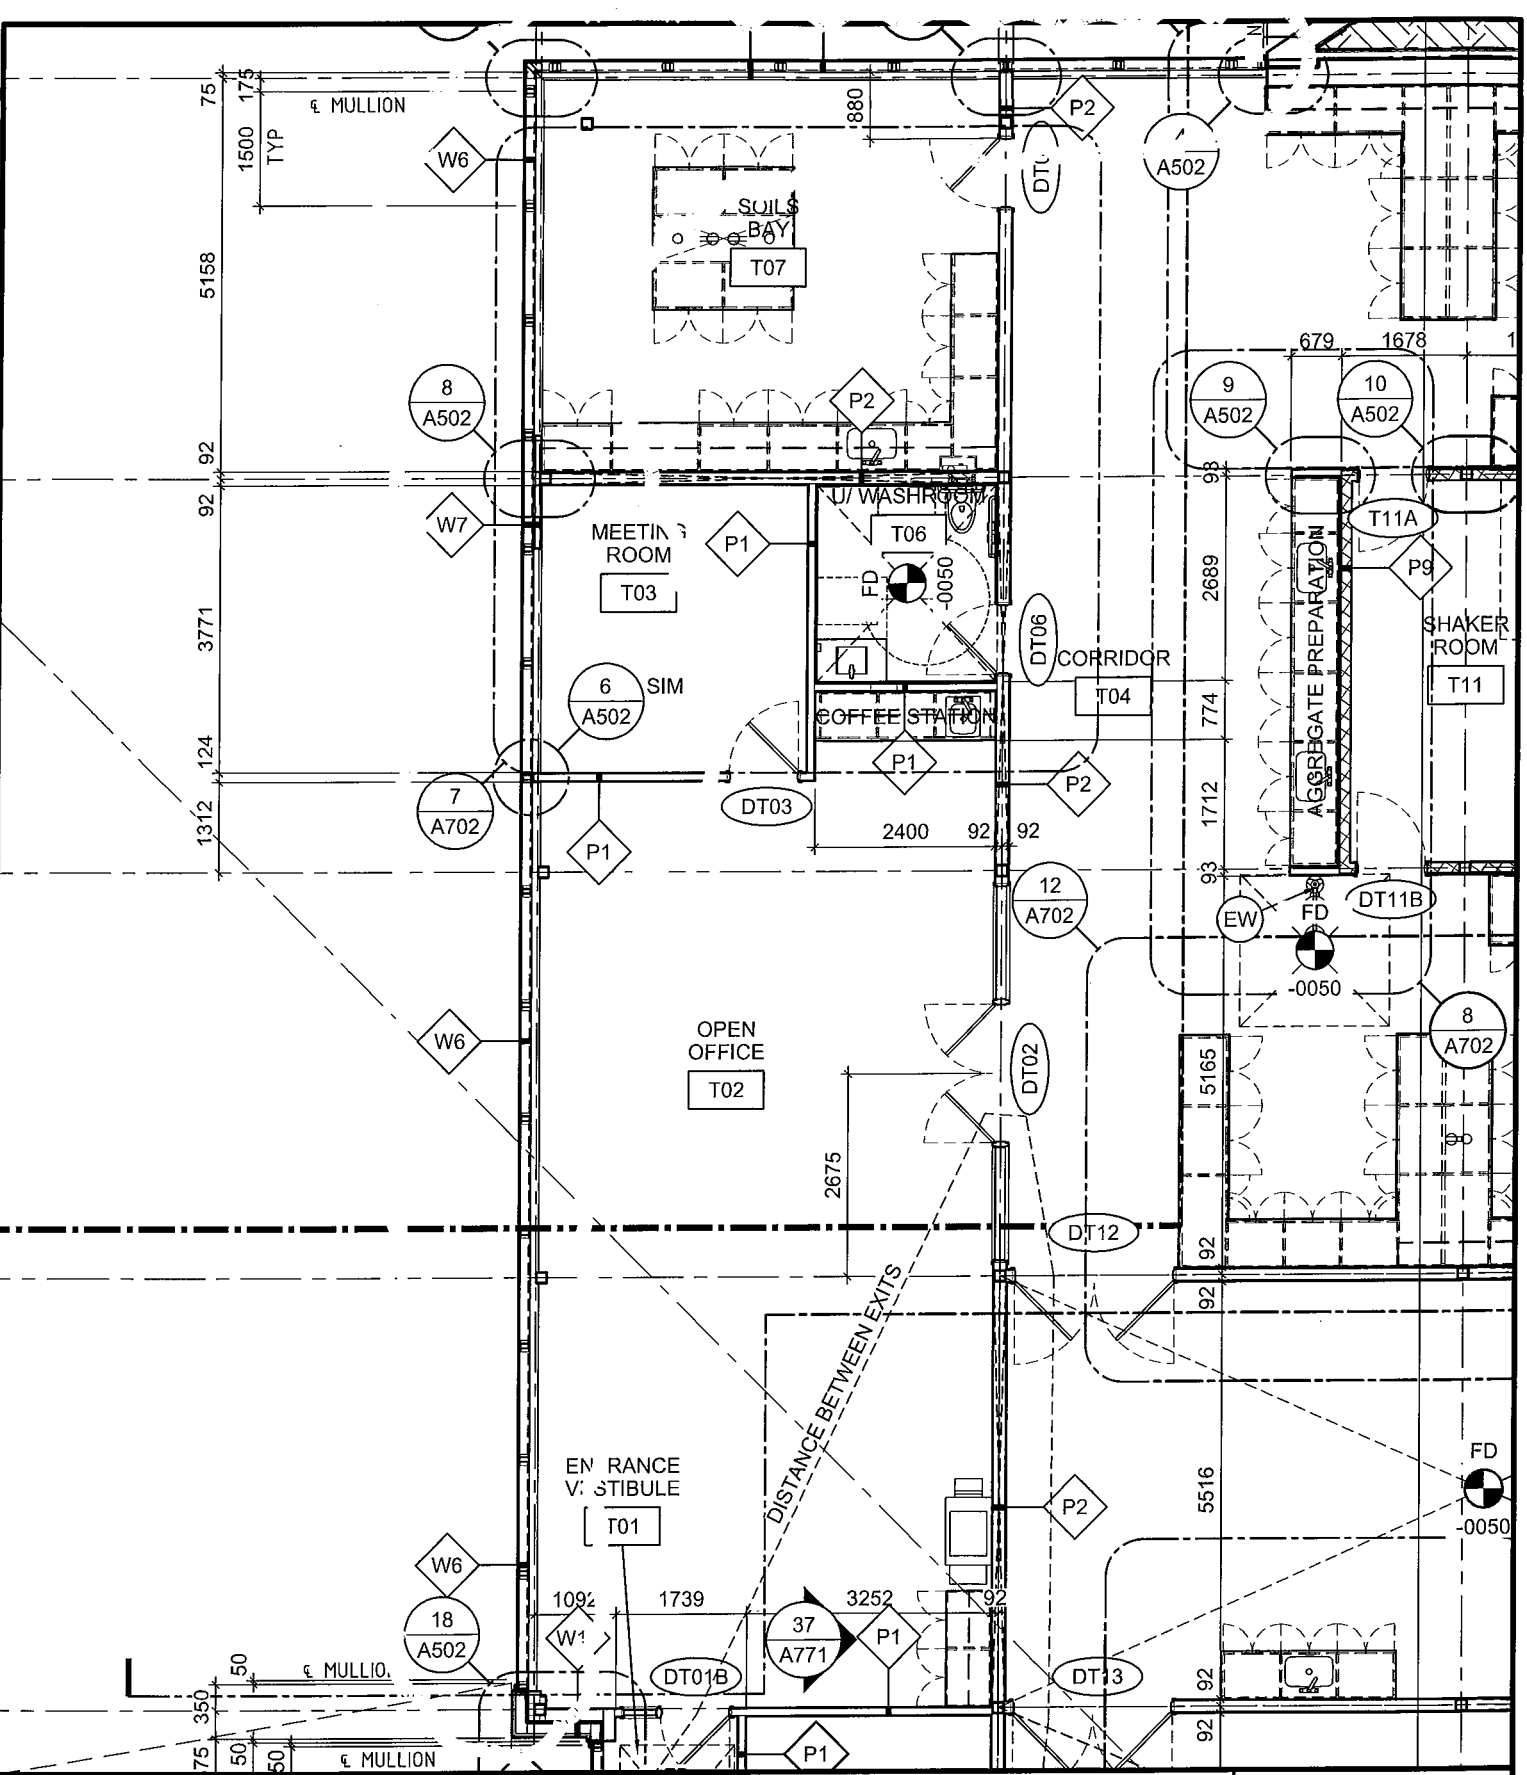 75
175
℄ MULLION
1500
TYP
880
P2
W6
A502
SOILS
BAY
T07
5158
679
1678
8
A502
P2
9
A502
10
A502
92
92
93
W7
MEETING
ROOM
T03
P1
U/ WASHROOM
T06
FD
-0050
T11A
P9
2689
AGGREGATE PREPARATION
SHAKER
ROOM
T11
DT06
CORRIDOR
T04
3771
6
A502
SIM
COFFEE STATION
774
124
7
A702
DT03
P1
P2
1312
P1
2400
92
92
1712
93
12
A702
DT11B
EW
FD
-0050
8
A702
W6
OPEN
OFFICE
T02
DT02
5165
2675
DT12
92
92
DISTANCE BETWEEN EXITS
ENTRANCE
VESTIBULE
T01
P2
5516
FD
-0050
W6
18
A502
1092
1739
3252
92
37
A771
P1
50
℄ MULLION
DT01B
DT13
92
350
92
75
50
50
℄ MULLION
P1